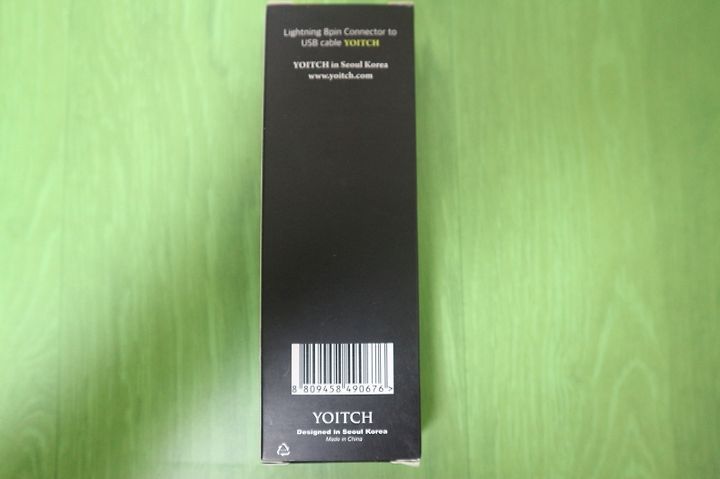 Lightning 8pin Connector to
USB cable YOITCH
YOITCH in Seoul Korea
www.yoitch.com
8 809458 490676 >
YOITCH
Designed in Seoul Korea
Made in China